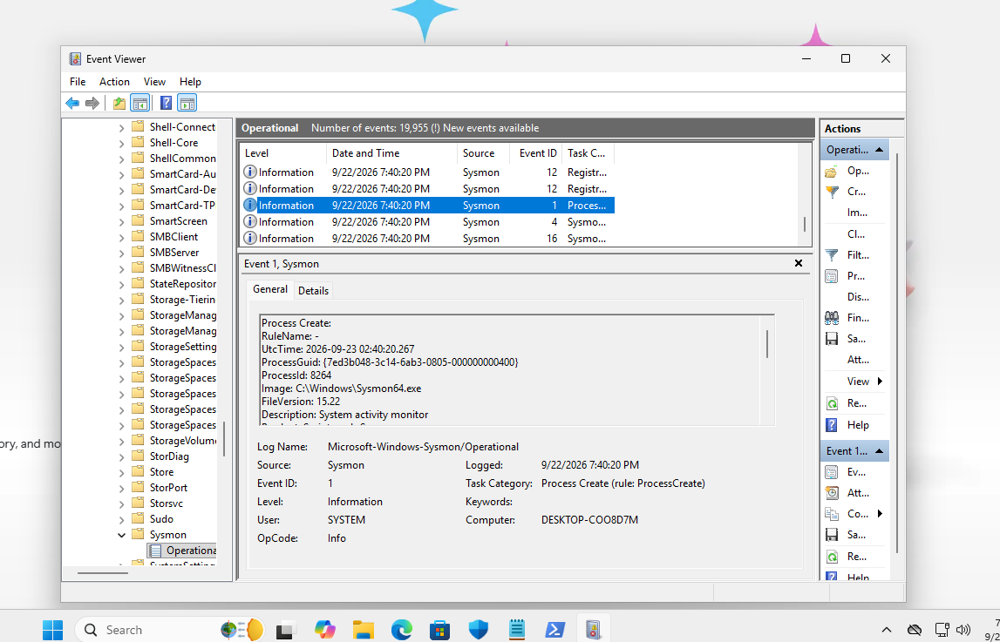 Event Viewer
File Action View Help
Shell-Connect
Shell-Core
ShellCommon
SmartCard-Au
SmartCard-De
SmartCard-TP
SmartScreen
SMBClient
SMBServer
SMBWitnessCl
StateRepositor
Storage-Tierin
StorageManag
StorageManag
StorageSetting
StorageSpaces
StorageSpaces
StorageSpaces
StorageSpaces
StorageSpaces
StorageVolume
StorDiag
Store
StorPort
Storsvc
Sudo
Sysmon
Operationa
SystemSetting
Operational Number of events: 19,955 (!) New events available
Level Date and Time Source Event ID Task C...
Information 9/22/2026 7:40:20 PM Sysmon 12 Registr...
Information 9/22/2026 7:40:20 PM Sysmon 12 Registr...
Information 9/22/2026 7:40:20 PM Sysmon 1 Proces...
Information 9/22/2026 7:40:20 PM Sysmon 4 Sysmo...
Information 9/22/2026 7:40:20 PM Sysmon 16 Sysmo...
Event 1, Sysmon
General Details
Process Create:
RuleName: -
UtcTime: 2026-09-23 02:40:20.267
ProcessGuid: {7ed3b048-3c14-6ab3-0805-000000000400}
ProcessId: 8264
Image: C:\Windows\Sysmon64.exe
FileVersion: 15.22
Description: System activity monitor
Log Name: Microsoft-Windows-Sysmon/Operational
Source: Sysmon Logged: 9/22/2026 7:40:20 PM
Event ID: 1 Task Category: Process Create (rule: ProcessCreate)
Level: Information Keywords:
User: SYSTEM Computer: DESKTOP-COO8D7M
OpCode: Info
Actions
Operati...
Op...
Cr...
Im...
Cl...
Filt...
Pr...
Dis...
Fin...
Sa...
Att...
View
Re...
Help
Event 1...
Ev...
Att...
Co...
Sa...
Re...
Help
ory, and mo
Search
7
9/2